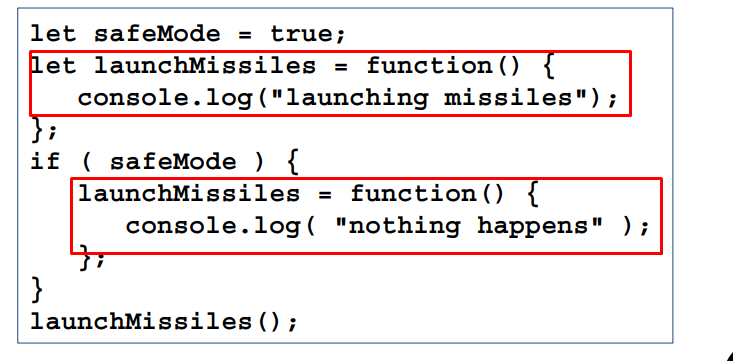 let safeMode = true;
let launchMissiles = function() {
console.log("launching missiles");
};
if ( safeMode ) {
launchMissiles = function() {
console.log( "nothing happens" );
};
}
launchMissiles();